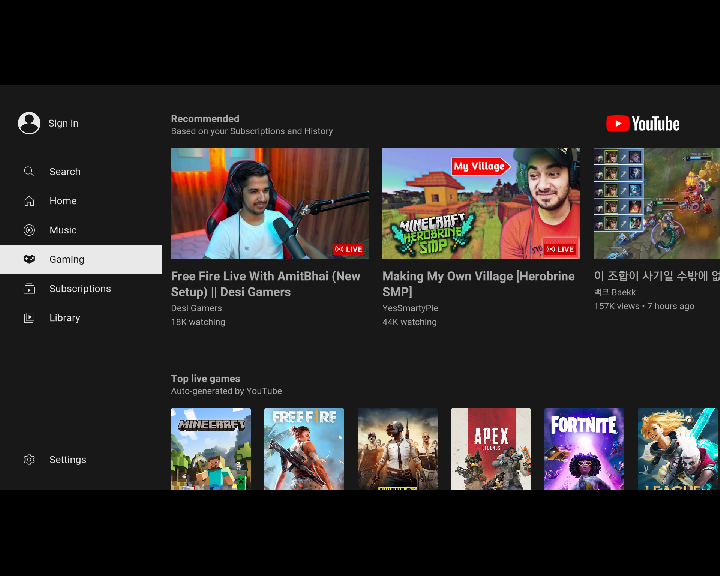 Sign in
Search
Home
Music
Gaming
Subscriptions
Library
Settings
Recommended
Based on your Subscriptions and History
YouTube
LIVE
Free Fire Live With AmitBhai (New
Setup) || Desi Gamers
Desi Gamers
18K watching
My Village
MINECRAFT
HEROBRINE
SMP
LIVE
Making My Own Village [Herobrine
SMP]
YesSmartyPie
44K watching
이 조합이 사기일 수밖에 없
백크 Baekk
157K views • 7 hours ago
Top live games
Auto-generated by YouTube
MINECRAFT
FREE FIRE
APEX
LEGENDS
FORTNITE